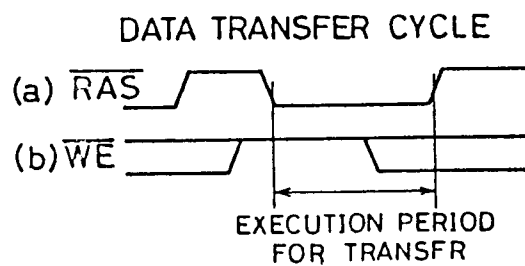 DATA TRANSFER CYCLE
(a) RAS
(b) WE
EXECUTION PERIOD
FOR TRANSFR